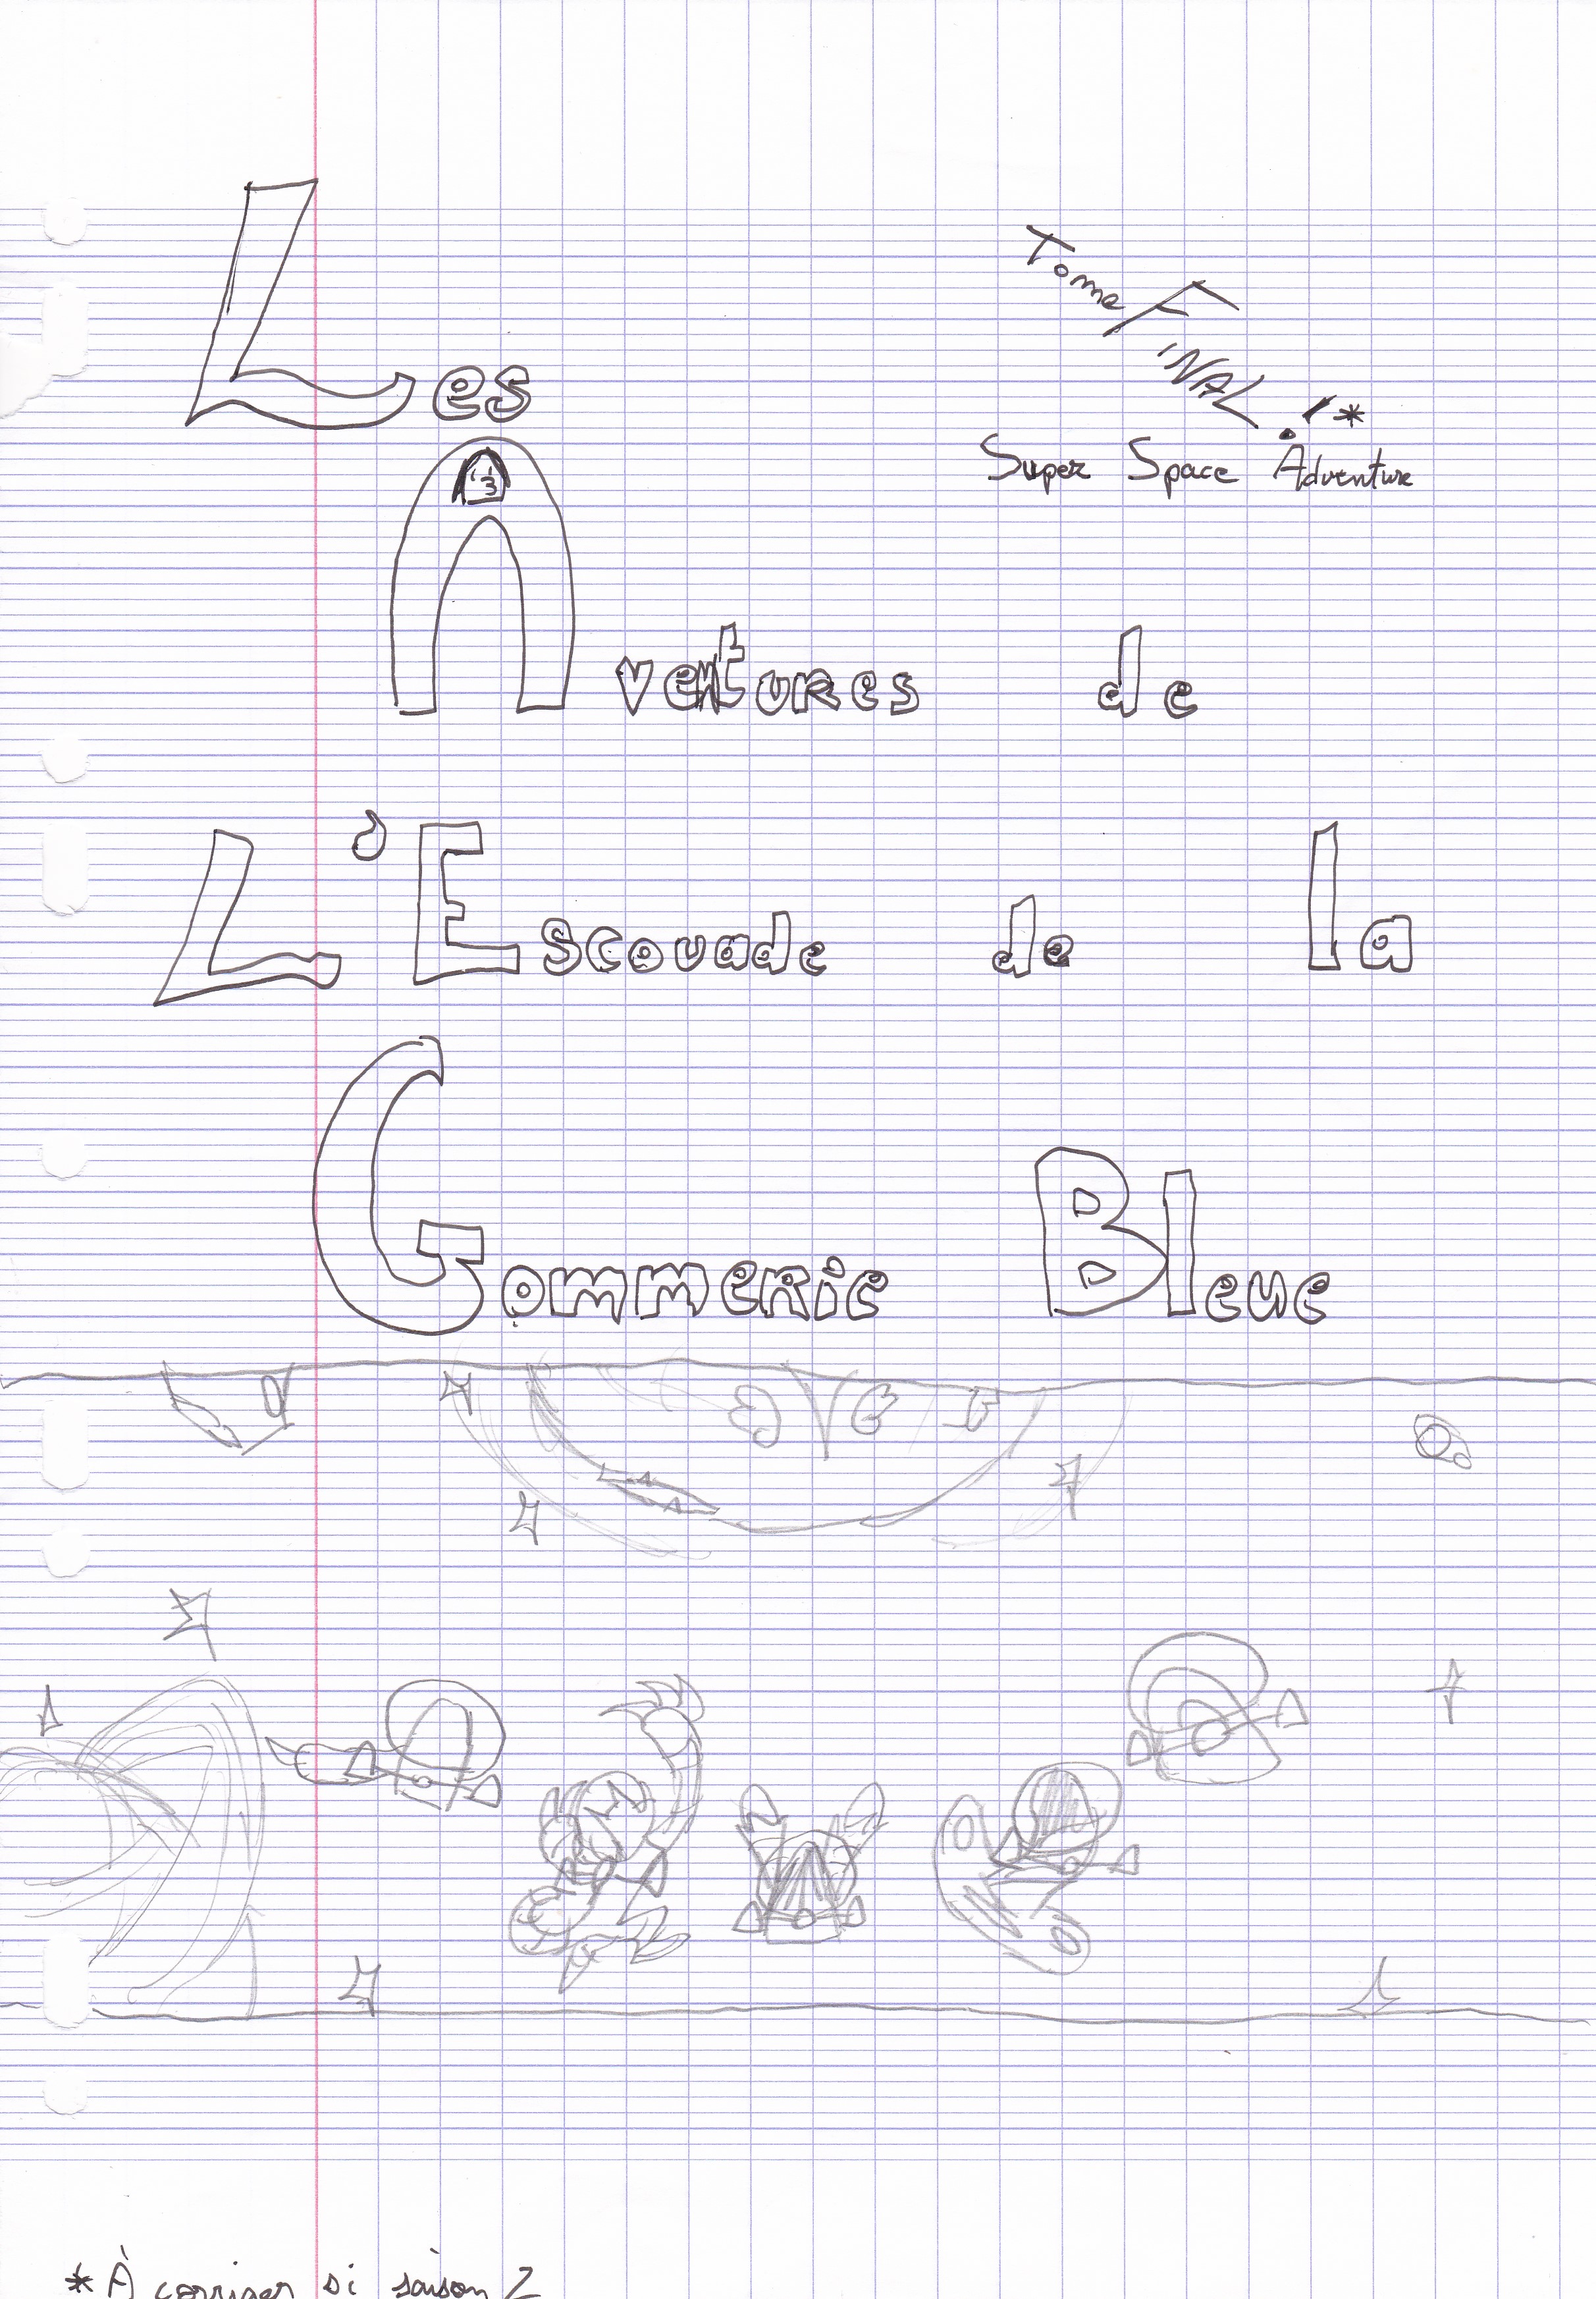 Les
Tome FINAL !*
Super Space Adventure
Aventures de
L'Escouade de la
Gommerie Bleue
* À corriger si saison 2